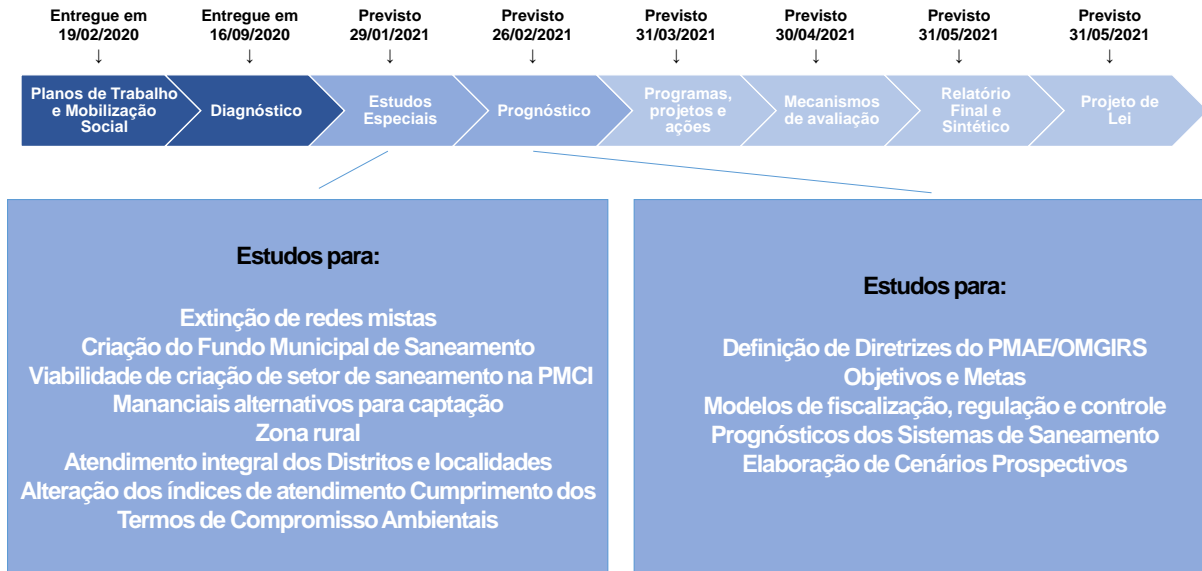 Entregue em
19/02/2020
↓
Entregue em
16/09/2020
↓
Previsto
29/01/2021
↓
Previsto
26/02/2021
↓
Previsto
31/03/2021
↓
Previsto
30/04/2021
↓
Previsto
31/05/2021
↓
Previsto
31/05/2021
↓
Planos de Trabalho
e Mobilização
Social
Diagnóstico
Estudos
Especiais
Prognóstico
Programas,
projetos e
ações
Mecanismos
de avaliação
Relatório
Final e
Sintético
Projeto de
Lei
Estudos para:
Extinção de redes mistas
Criação do Fundo Municipal de Saneamento
Viabilidade de criação de setor de saneamento na PMCI
Mananciais alternativos para captação
Zona rural
Atendimento integral dos Distritos e localidades
Alteração dos índices de atendimento Cumprimento dos
Termos de Compromisso Ambientais
Estudos para:
Definição de Diretrizes do PMAE/OMGIRS
Objetivos e Metas
Modelos de fiscalização, regulação e controle
Prognósticos dos Sistemas de Saneamento
Elaboração de Cenários Prospectivos